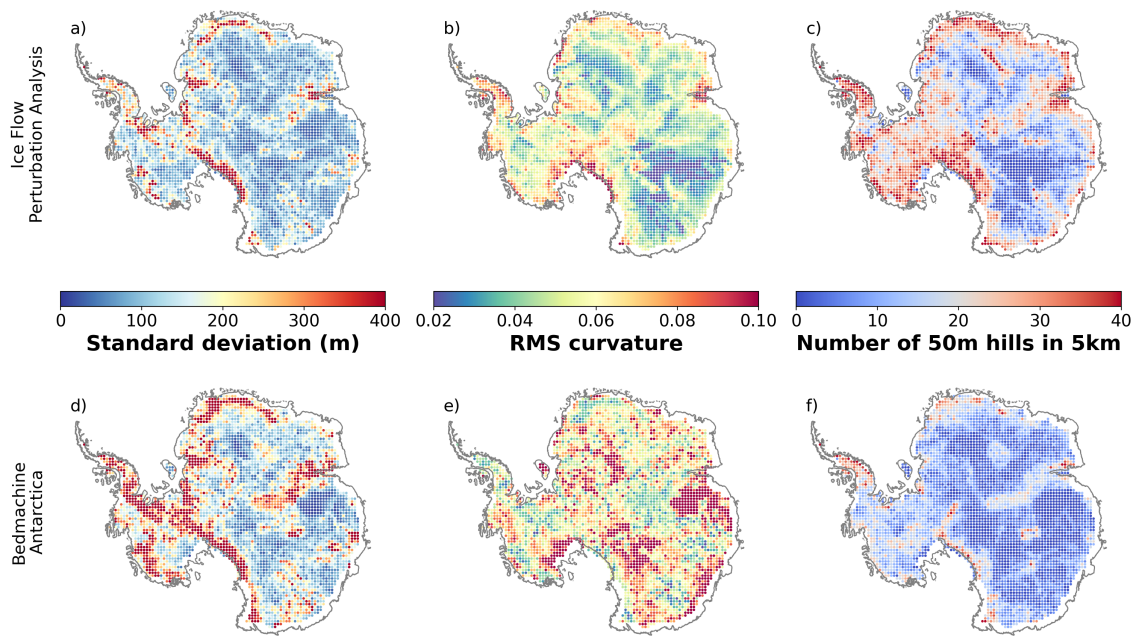 Ice Flow
Perturbation Analysis
a)
b)
c)
0 100 200 300 400
Standard deviation (m)
0.02 0.04 0.06 0.08 0.10
RMS curvature
0 10 20 30 40
Number of 50m hills in 5km
Bedmachine
Antarctica
d)
e)
f)